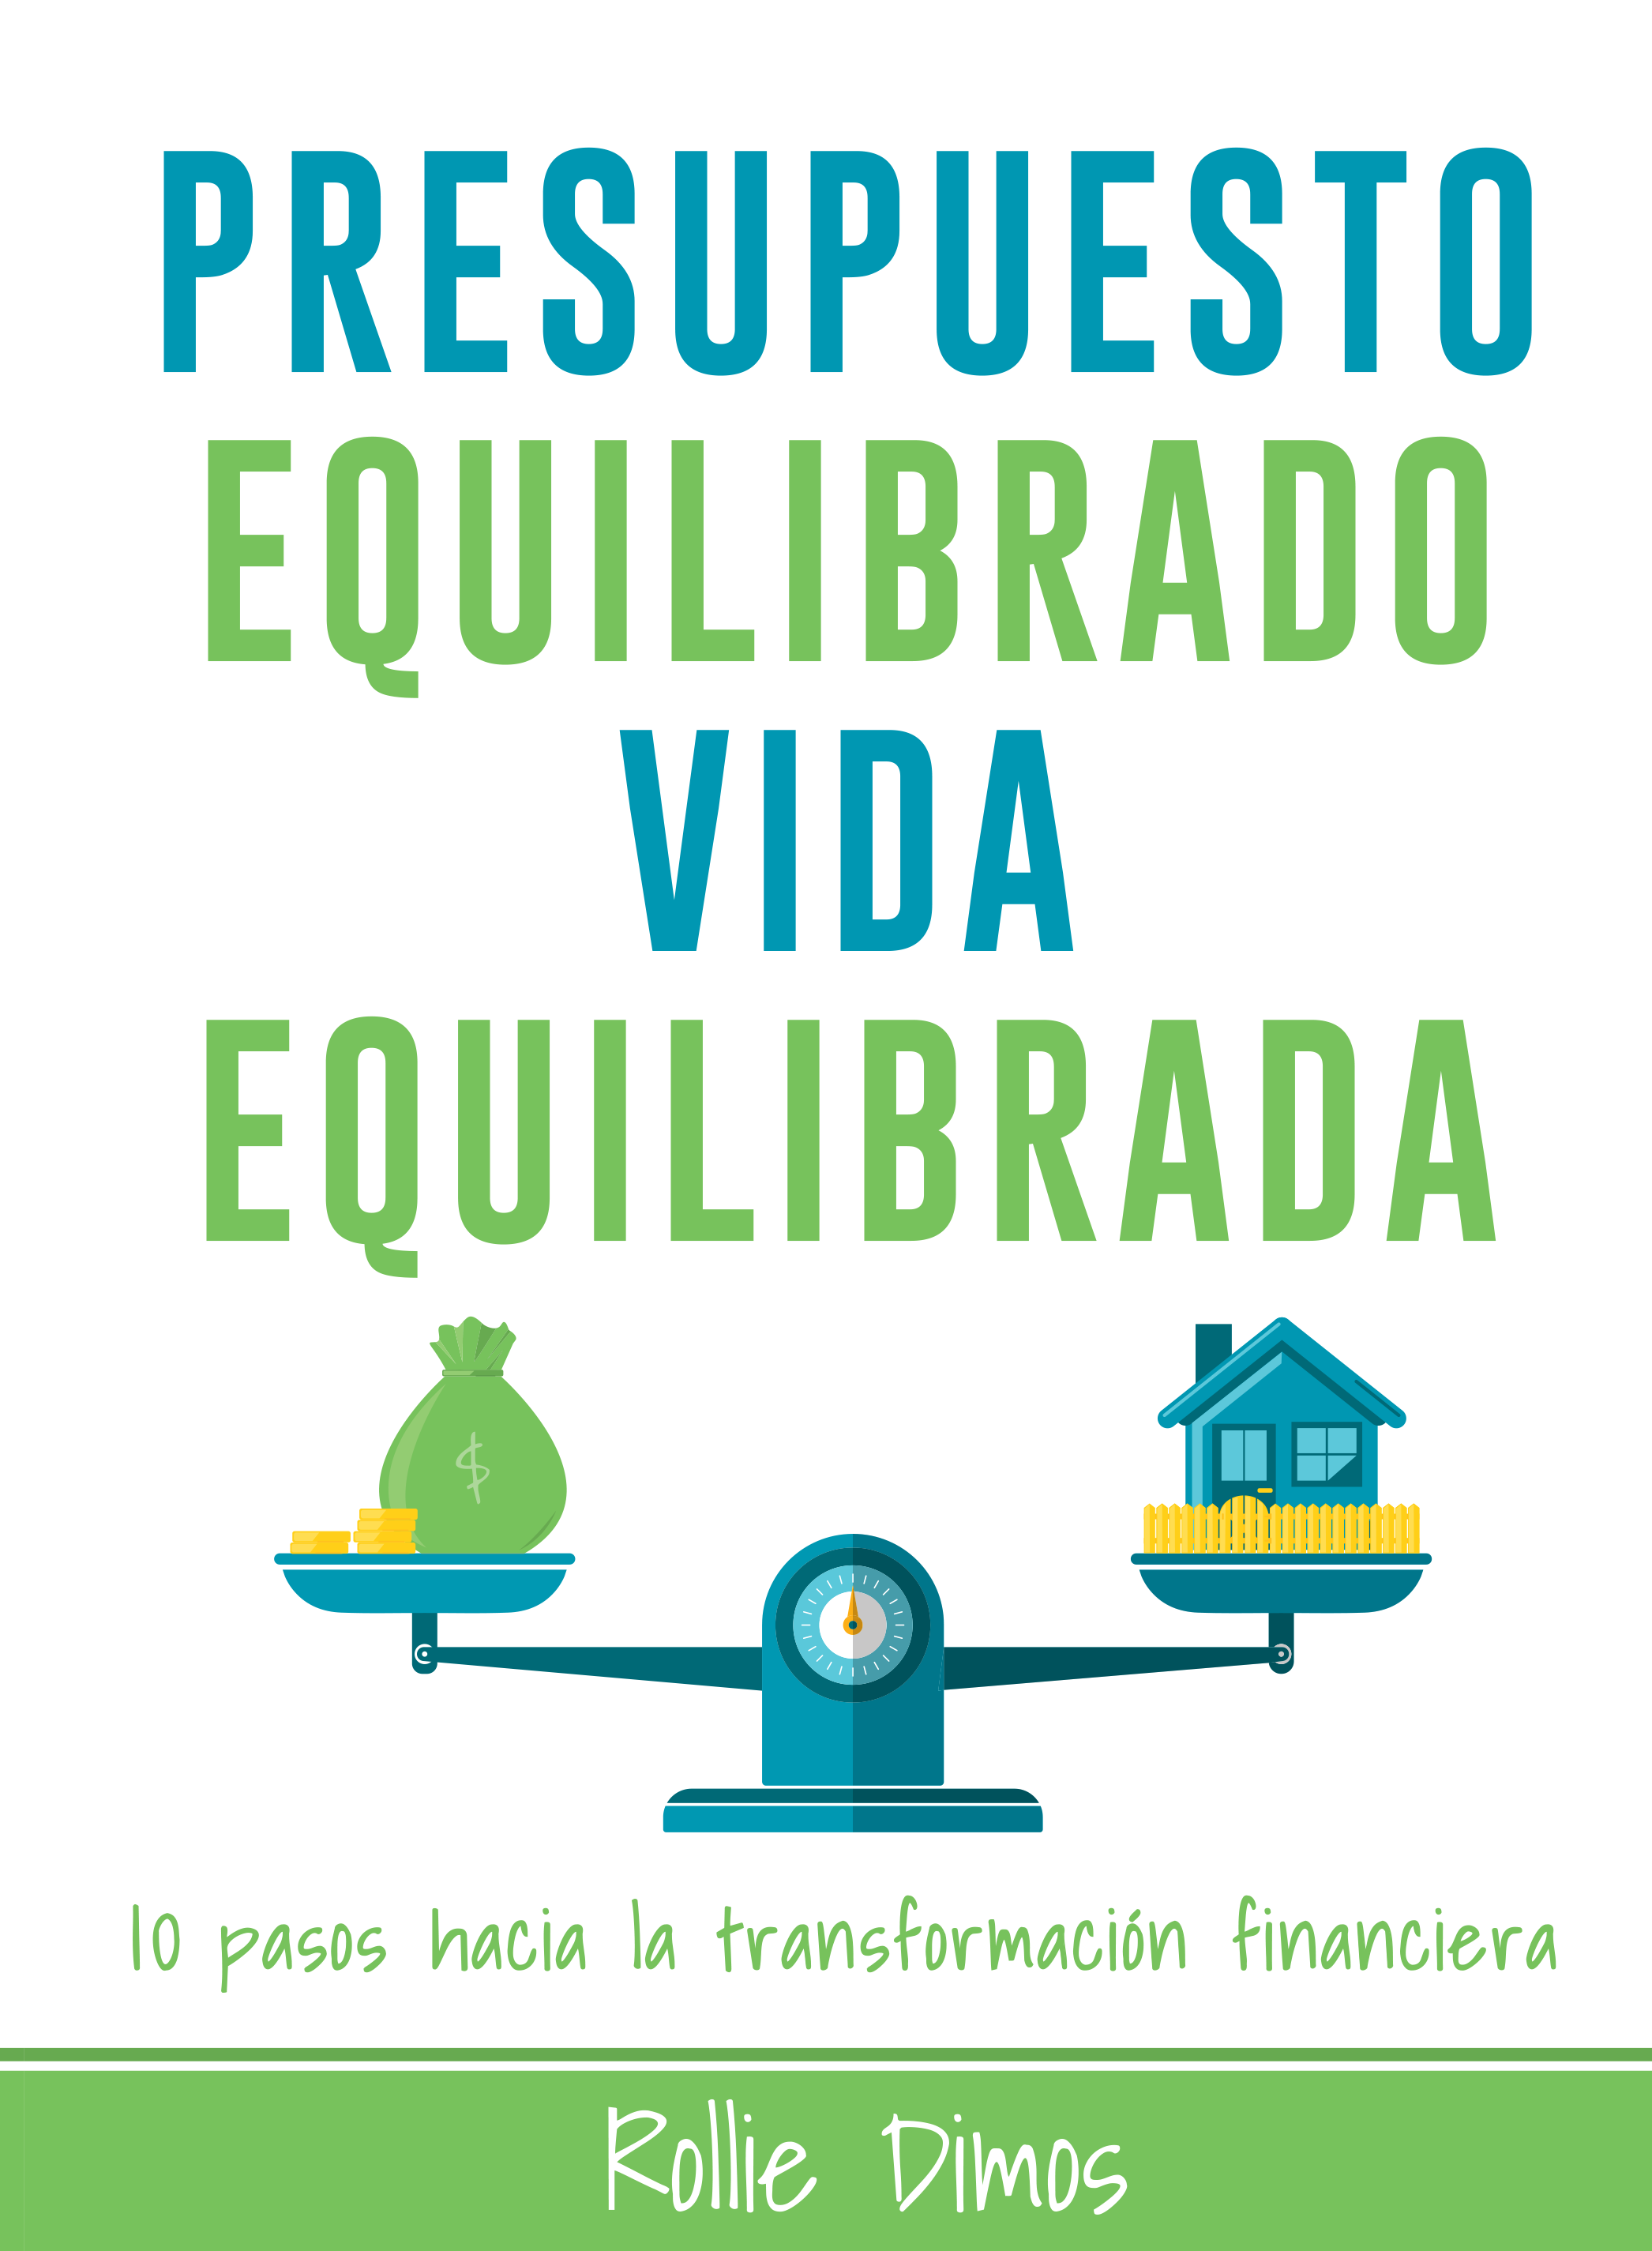 PRESUPUESTO
EQUILIBRADO
VIDA
EQUILIBRADA
$
10 pasos hacia la transformación financiera
Rollie Dimos